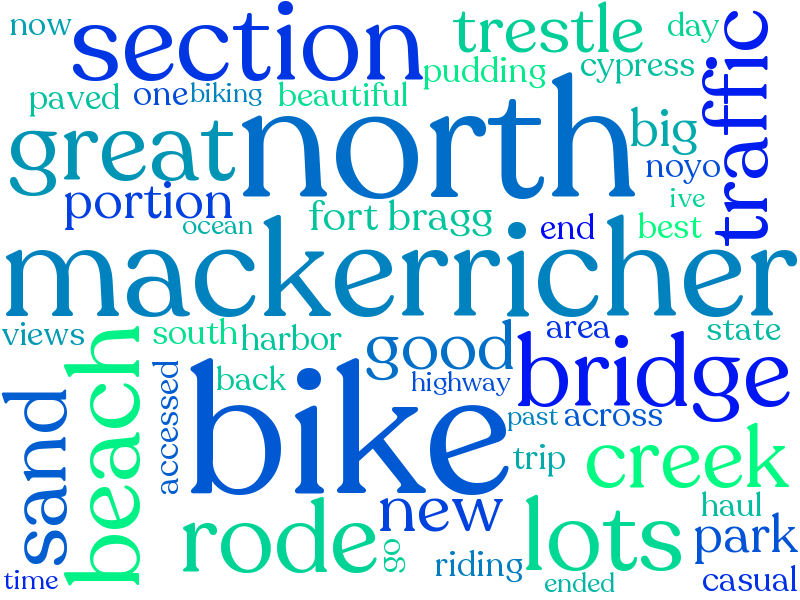 now
section
trestle
day
traffic
pudding
cypress
paved
one
biking
beautiful
great
north
big
noyo
portion
ive
ocean
fort bragg
end
best
mackerricher
views
south
harbor
good
area
state
beach
accessed
back
bike
highway
bridge
sand
past
across
trip
creek
rode
new
lots
haul
park
go
riding
time
ended
casual